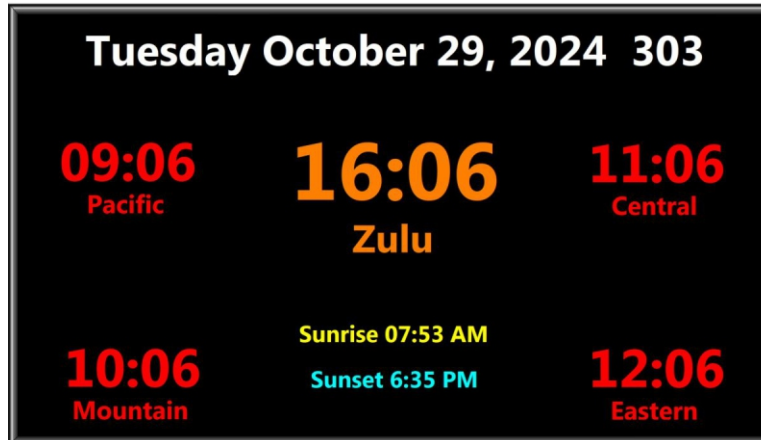 Tuesday October 29, 2024 303
09:06
Pacific
16:06
Zulu
11:06
Central
Sunrise 07:53 AM
Sunset 6:35 PM
10:06
Mountain
12:06
Eastern